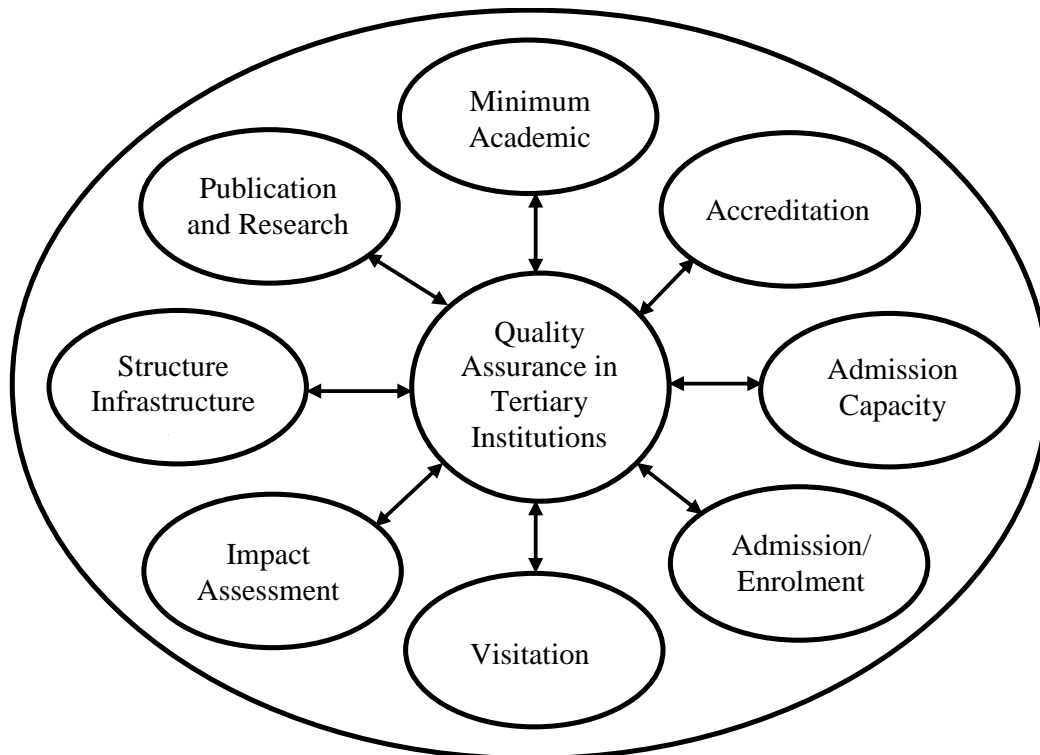 Minimum
Academic
Publication
and Research
Accreditation
Quality
Assurance in
Tertiary
Institutions
Structure
Infrastructure
Admission
Capacity
Impact
Assessment
Admission/
Enrolment
Visitation